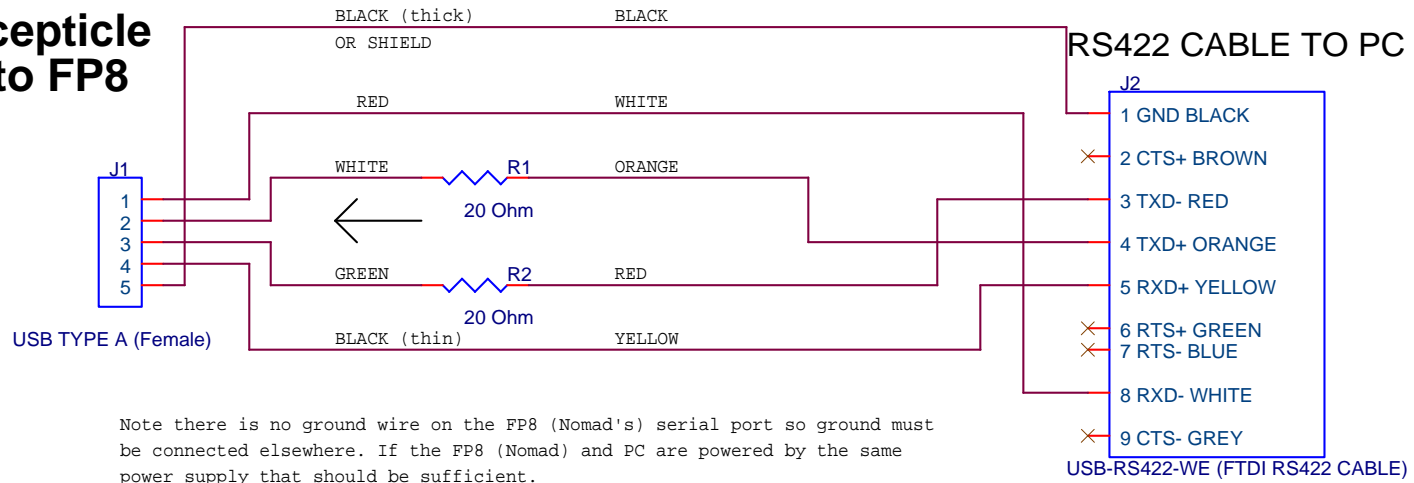 cepticle
to FP8
BLACK (thick) BLACK
OR SHIELD
RS422 CABLE TO PC
J2
RED WHITE
1 GND BLACK
WHITE R1 ORANGE
2 CTS+ BROWN
J1
1
20 Ohm
3 TXD- RED
2
3
4 TXD+ ORANGE
4
GREEN R2 RED
5
5 RXD+ YELLOW
20 Ohm
6 RTS+ GREEN
USB TYPE A (Female)
BLACK (thin) YELLOW
7 RTS- BLUE
8 RXD- WHITE
Note there is no ground wire on the FP8 (Nomad's) serial port so ground must
be connected elsewhere. If the FP8 (Nomad) and PC are powered by the same
power supply that should be sufficient.
9 CTS- GREY
USB-RS422-WE (FTDI RS422 CABLE)